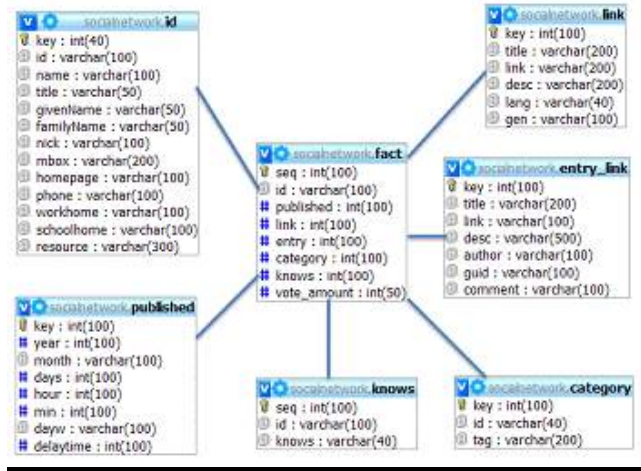 socalnetwork.id
key : int(40)
id : varchar(100)
name : varchar(100)
title : varchar(50)
givenName : varchar(50)
familyName : varchar(50)
nick : varchar(100)
mbox : varchar(200)
homepage : varchar(100)
phone : varchar(100)
workhome : varchar(100)
schoolhome : varchar(100)
resource : varchar(300)
socalnetwork.link
key : int(100)
title : varchar(200)
link : varchar(200)
desc : varchar(200)
lang : varchar(40)
gen : varchar(100)
socalnetwork.fact
seq : int(100)
id : varchar(100)
published : int(100)
link : int(100)
entry : int(100)
category : int(100)
knows : int(100)
vote_amount : int(50)
socalnetwork.entry_link
key : int(100)
title : varchar(200)
link : varchar(100)
desc : varchar(500)
author : varchar(100)
guid : varchar(100)
comment : varchar(100)
socalnetwork.published
key : int(100)
year : int(100)
month : varchar(100)
days : int(100)
hour : int(100)
min : int(100)
dayw : varchar(100)
delaytime : int(100)
socalnetwork.knows
seq : int(100)
id : varchar(100)
knows : varchar(40)
socalnetwork.category
key : int(100)
id : varchar(40)
tag : varchar(200)